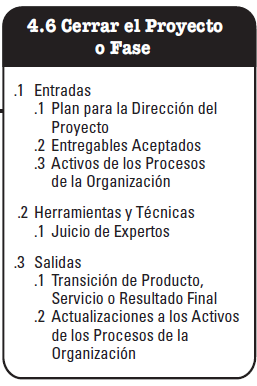 4.6 Cerrar el Proyecto
o Fase
.1 Entradas
.1 Plan para la Dirección del
Proyecto
.2 Entregables Aceptados
.3 Activos de los Procesos
de la Organización
.2 Herramientas y Técnicas
.1 Juicio de Expertos
.3 Salidas
.1 Transición de Producto,
Servicio o Resultado Final
.2 Actualizaciones a los Activos
de los Procesos de la
Organización